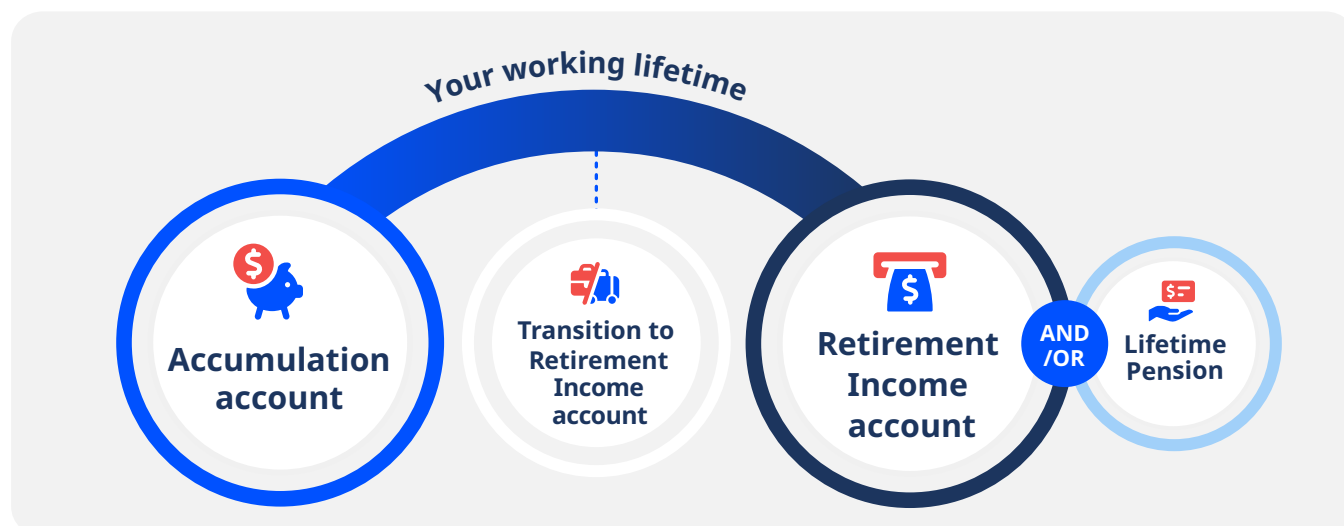 Your working lifetime
Accumulation
account
Transition to
Retirement
Income
account
Retirement
Income
account
AND
/OR
Lifetime
Pension